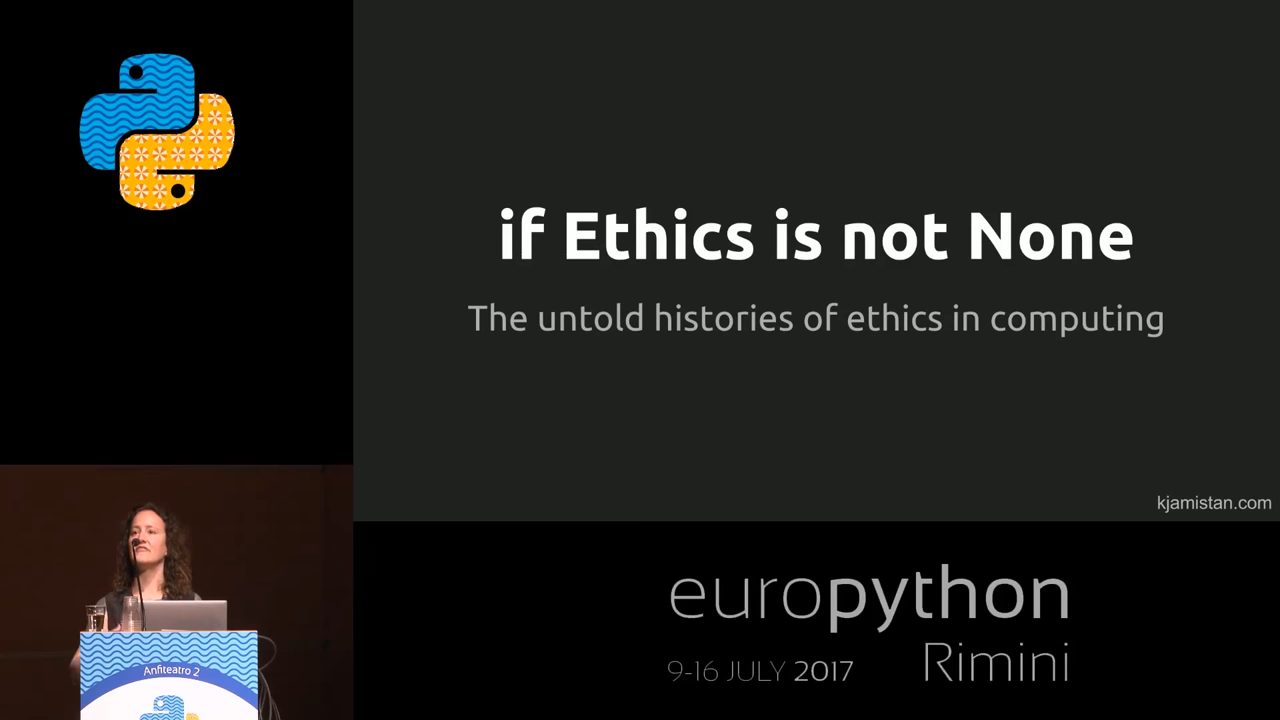 if Ethics is not None
The untold histories of ethics in computing
kjamistan.com
europython
9-16 JULY 2017
Rimini
Anfiteatro 2